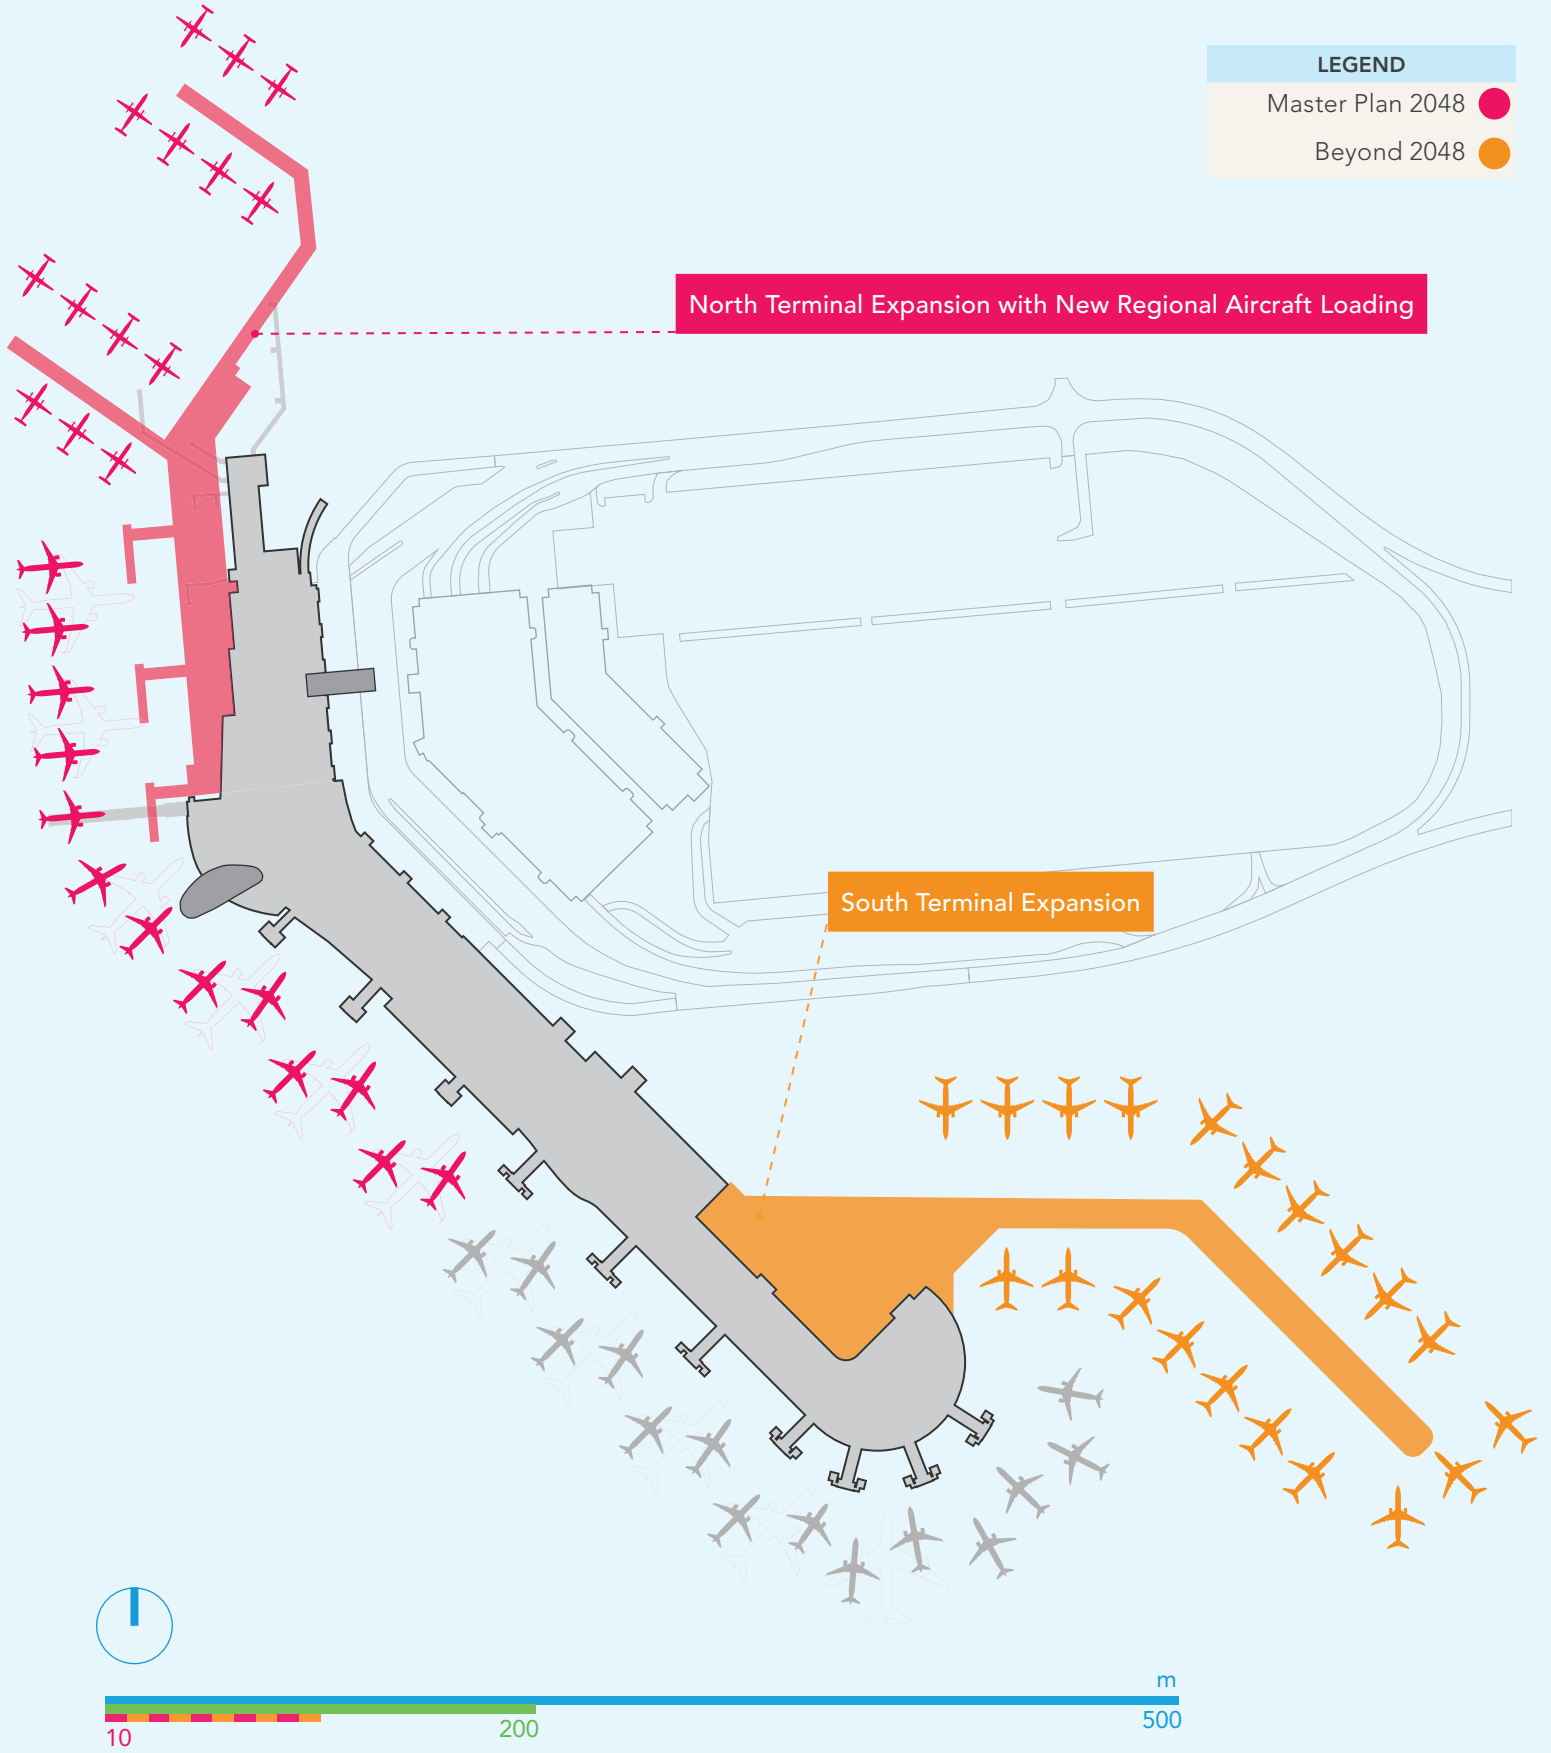 LEGEND
Master Plan 2048
Beyond 2048
North Terminal Expansion with New Regional Aircraft Loading
South Terminal Expansion
m
10
200
500